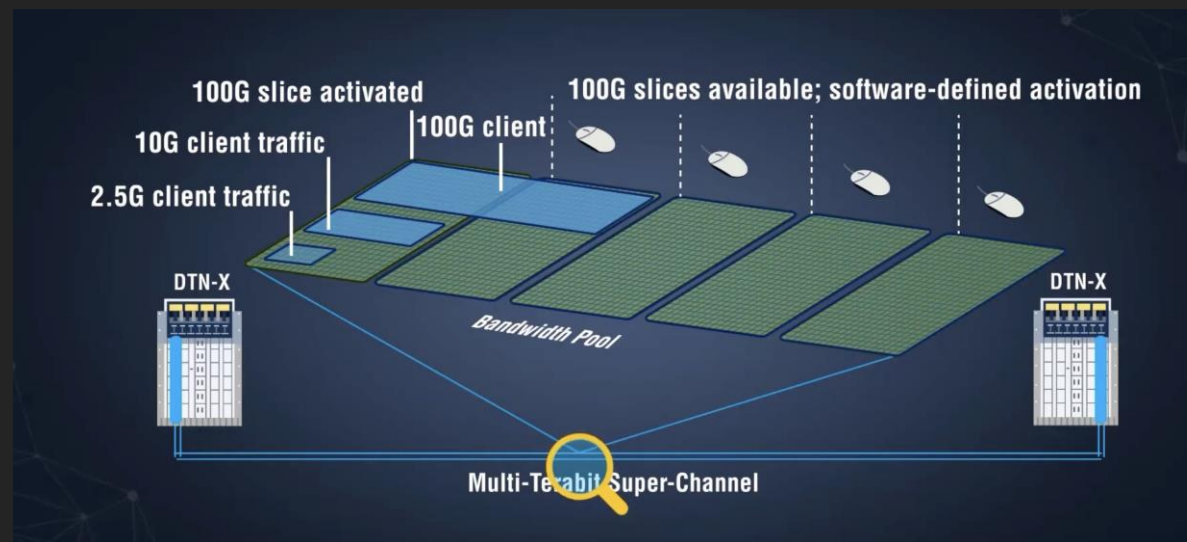 100G slice activated
100G slices available; software-defined activation
100G client
10G client traffic
2.5G client traffic
DTN-X
DTN-X
Bandwidth Pool
Multi-Terabit Super-Channel